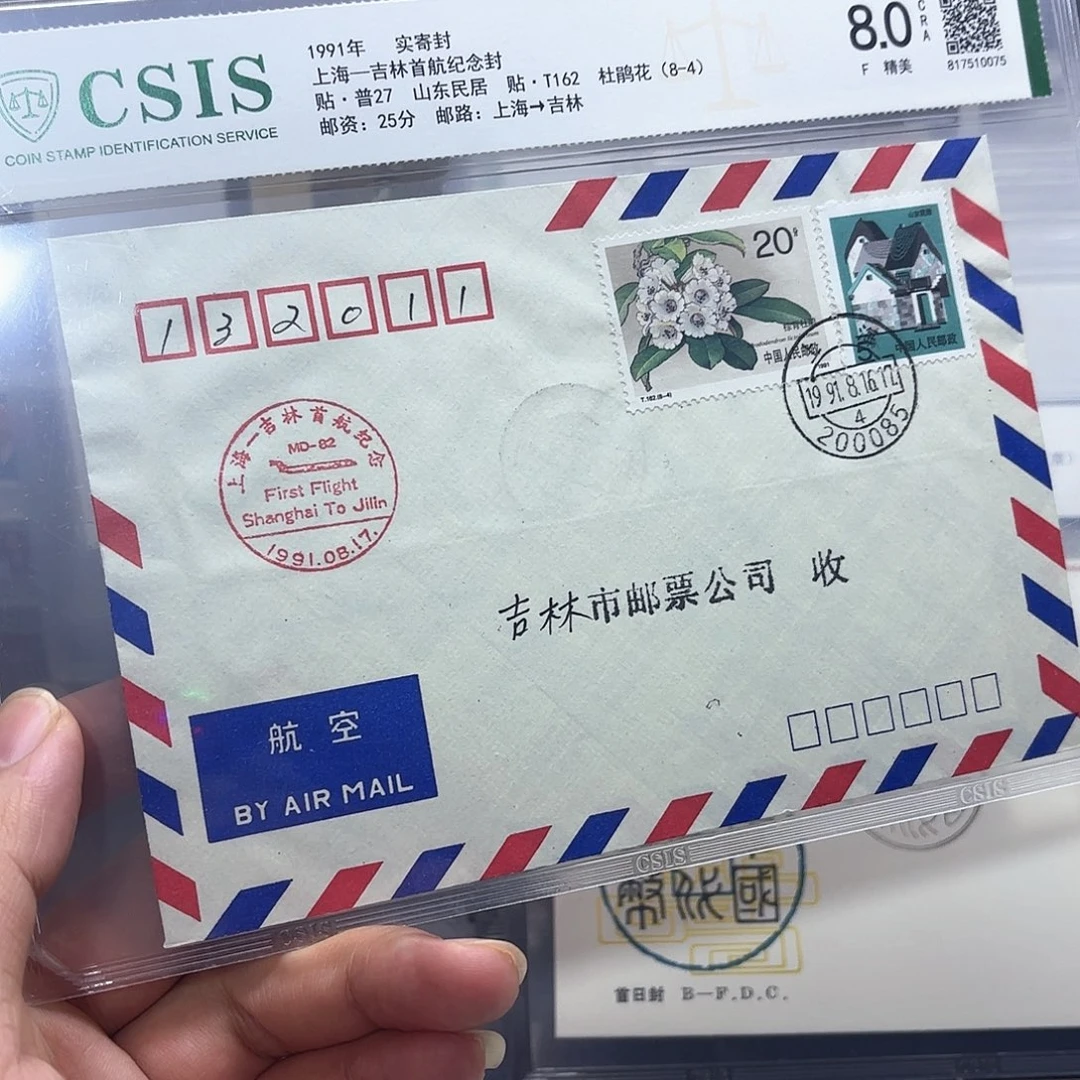 CSIS
COIN STAMP IDENTIFICATION SERVICE
1991年 实寄封
上海—吉林首航纪念封
贴·普27 山东民居 贴·T162 杜鹃花（8-4）
邮资：25分 邮路：上海→吉林
8.0
CRA
F 精美
817510075
132011
20分
中国人民邮政
T.162.(8-4)
1991
山东民居
中国人民邮政
1991.8.16.17
4
200085
上海—吉林首航纪念
MD-82
First Flight
Shanghai To Jilin
1991.08.17.
吉林市邮票公司 收
航空
BY AIR MAIL
CSIS
CSIS
CSIS
首日封 B—F.D.C.